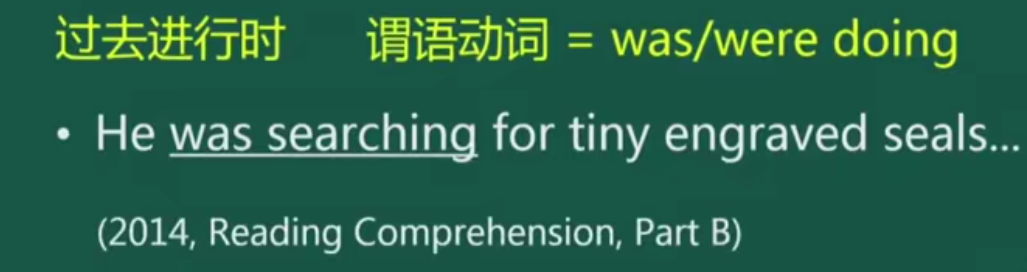 过去进行时 谓语动词 = was/were doing
• He was searching for tiny engraved seals...
(2014, Reading Comprehension, Part B)